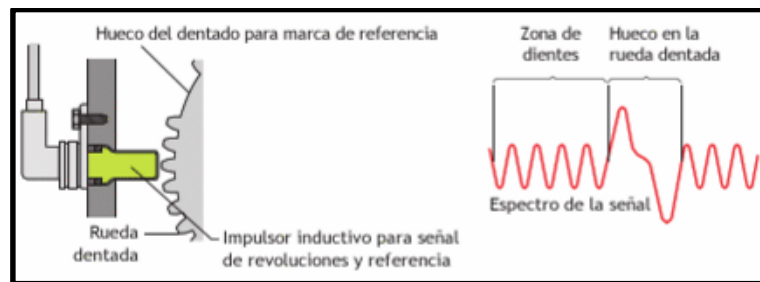 Hueco del dentado para marca de referencia
Rueda
dentada
Impulsor inductivo para señal
de revoluciones y referencia
Zona de
dientes
Hueco en la
rueda dentada
Espectro de la señal